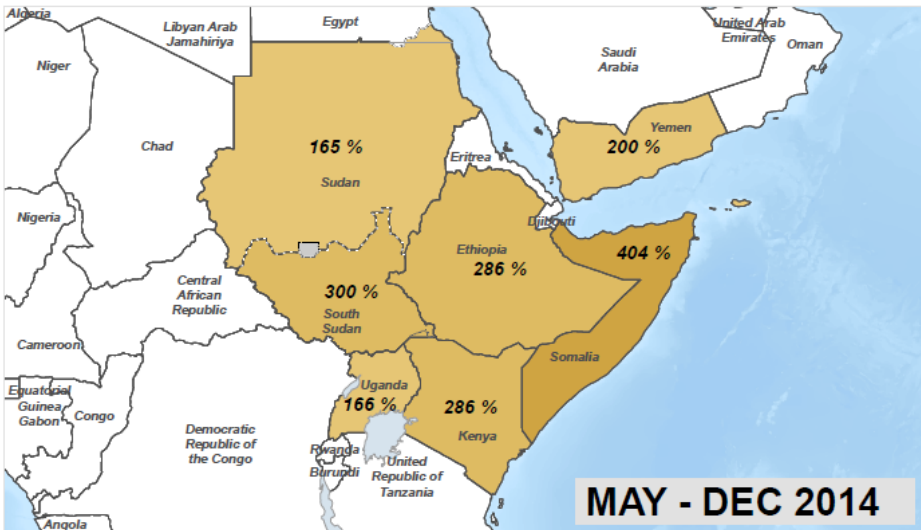 Algeria
Libyan Arab
Jamahiriya
Egypt
United Arab
Emirates
Oman
Saudi
Arabia
Niger
Chad
165 %
Sudan
Eritrea
Yemen
200 %
Nigeria
Djibouti
Ethiopia
286 %
404 %
Central
African
Republic
300 %
South
Sudan
Cameroon
Somalia
Uganda
166 %
286 %
Kenya
Equatorial
Guinea
Gabon
Congo
Democratic
Republic of
the Congo
Rwanda
Burundi
United
Republic of
Tanzania
Angola
MAY - DEC 2014